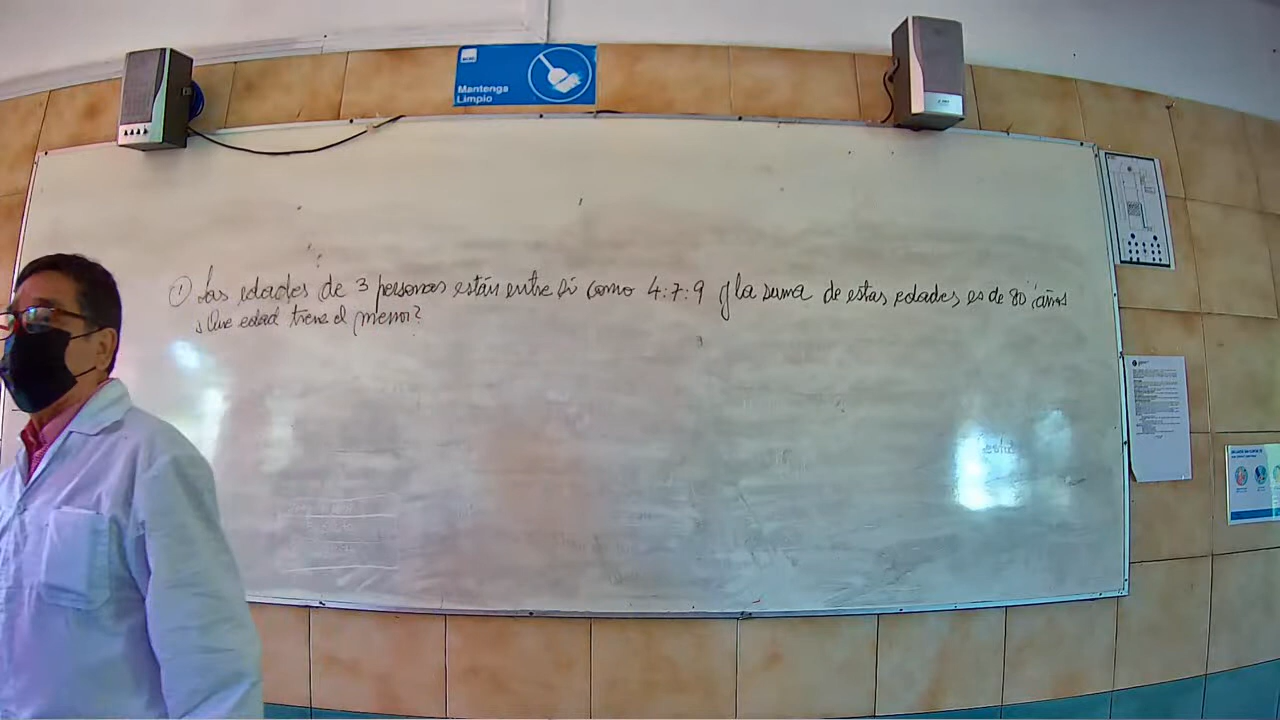 Mantenga
Limpio
① Las edades de 3 personas están entre sí como 4:7:9 y la suma de estas edades es de 80 años
¿Que edad tiene el menor?